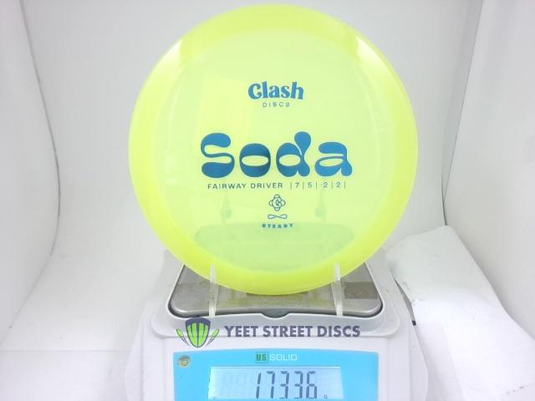 Clash
DISCS
Soda
FAIRWAY DRIVER |7|5|-2|2|
STEADY
YEET STREET DISCS
US SOLID
173.36 g